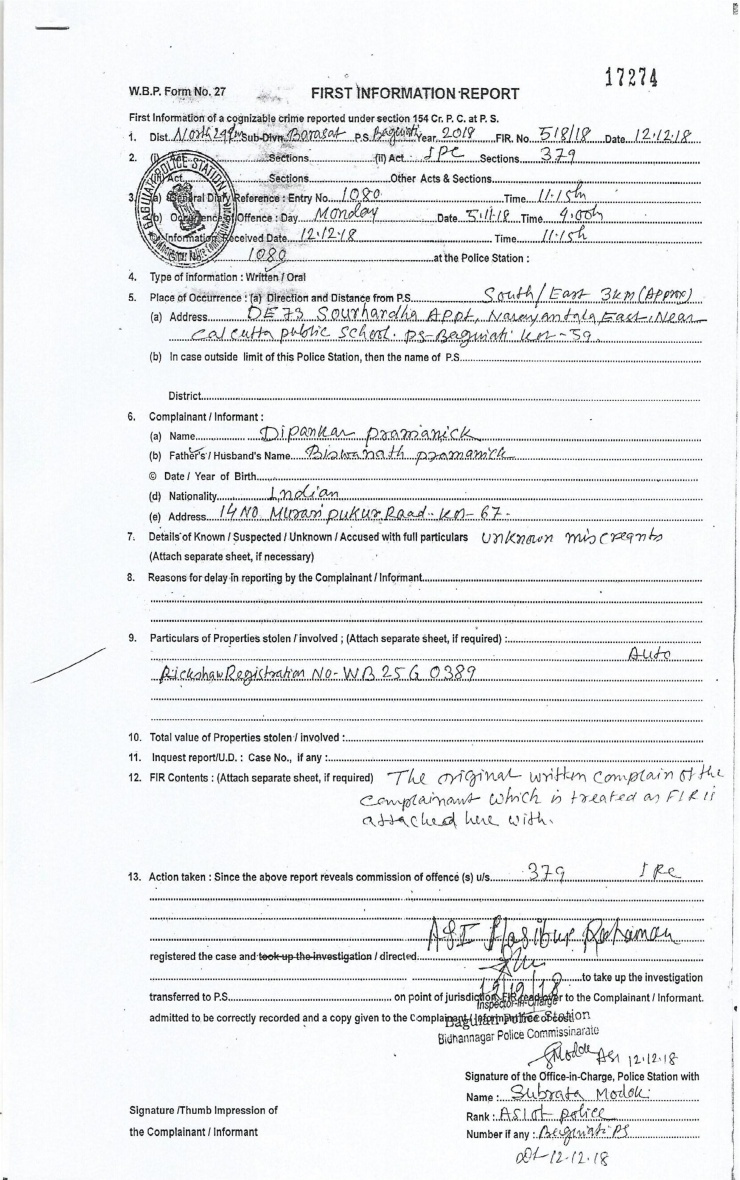 17274
W.B.P. Form No. 27 FIRST INFORMATION REPORT
First Information of a cognizable crime reported under section 154 Cr. P. C. at P. S.
1. Dist. North 24 Sub-Divn. Barasat P.S. Baguiati Year 2018 FIR. No. 518/18 Date 12.12.18
2. (i) Act Sections (ii) Act IPC Sections 379
(iii) Act Sections Other Acts & Sections
3. (a) General Diary Reference : Entry No. 1080 Time 11.15h
(b) Occurrence of Offence : Day Monday Date 5.11.18 Time 9.00h
Information Received Date 12.12.18 Time 11.15h
1080 at the Police Station :
BAGUIATI POLICE STATION
4. Type of Information : Written / Oral
5. Place of Occurrence : (a) Direction and Distance from P.S. South/East 3km (Approx)
(a) Address DE 73 Sourhardha Appt, Narayantala East. Near
Calcutta public School. PS-Baguiati Kol-59.
(b) In case outside limit of this Police Station, then the name of P.S.
District
6. Complainant / Informant :
(a) Name Dipankar pramanick
(b) Father's / Husband's Name Biswanath pramanick
© Date / Year of Birth
(d) Nationality Indian
(e) Address 14 NO Muraripukur Road. Kol-67.
7. Details of Known / Suspected / Unknown / Accused with full particulars unknown miscreants
(Attach separate sheet, if necessary)
8. Reasons for delay in reporting by the Complainant / Informant
9. Particulars of Properties stolen / involved ; (Attach separate sheet, if required) :
Auto
Rickshaw Registration No- WB 25 G 0389
10. Total value of Properties stolen / involved :
11. Inquest report/U.D. : Case No., if any :
12. FIR Contents : (Attach separate sheet, if required) The original written complain of the
complainant which is treated as FIR is
attached here with.
13. Action taken : Since the above report reveals commission of offence (s) u/s. 379 IPC
ASI Hasibur Rahaman
registered the case and took up the investigation / directed
to take up the investigation
transferred to P.S. on point of jurisdiction, FIR read over to the Complainant / Informant.
Inspector-in-Charge
admitted to be correctly recorded and a copy given to the Complainant / Informant free of cost
Baguiati Police Station
Bidhannagar Police Commissinarate
SModok ASI 12.12.18
Signature of the Office-in-Charge, Police Station with
Name : Subrata Modok
Signature /Thumb Impression of
Rank : ASI of police
the Complainant / Informant
Number if any : Baguiati PS
Dt-12.12.18